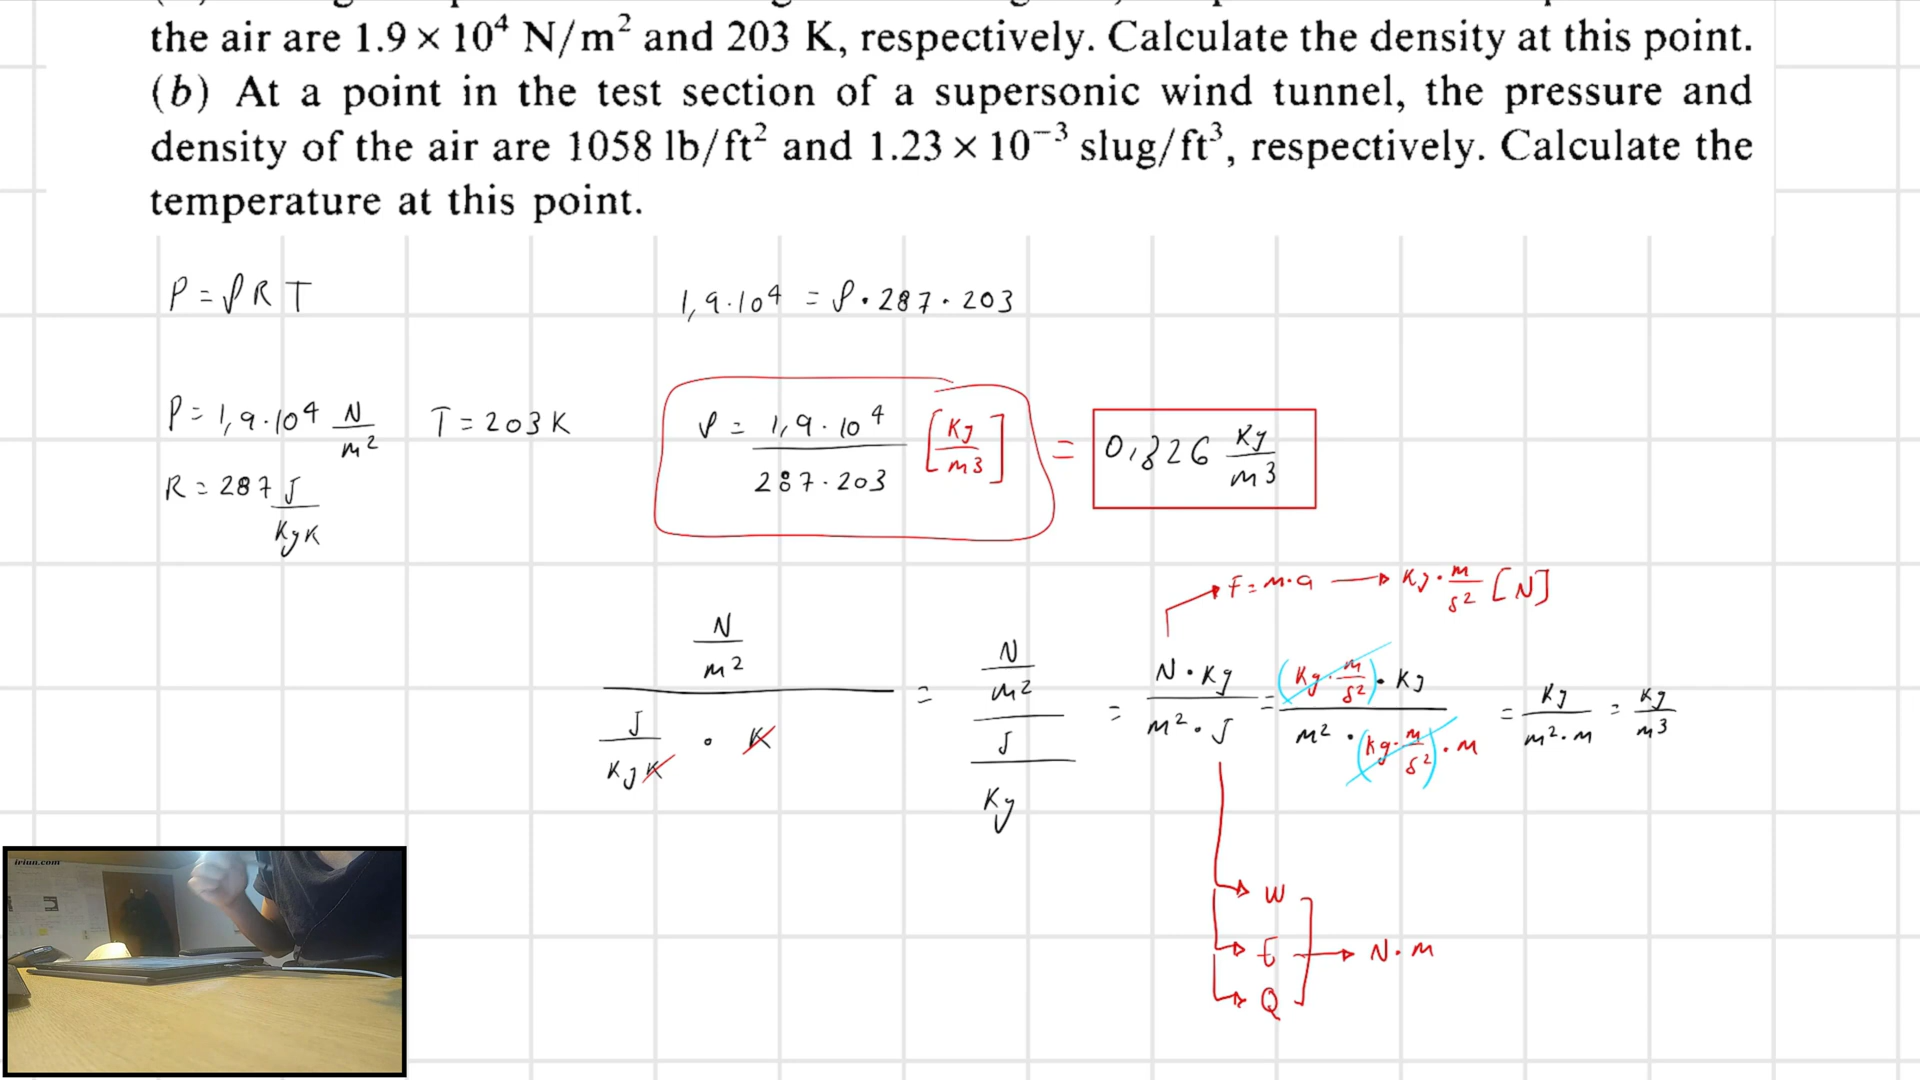 the air are 1.9 × 10⁴ N/m² and 203 K, respectively. Calculate the density at this point.
(b) At a point in the test section of a supersonic wind tunnel, the pressure and
density of the air are 1058 lb/ft² and 1.23 × 10⁻³ slug/ft³, respectively. Calculate the
temperature at this point.
P = ρ R T
1,9·10⁴ = ρ·287·203
P = 1,9·10⁴ N/m² T = 203 K
R = 287 J/KgK
ρ = 1,9·10⁴ / 287·203 [Kg/m3] = 0,326 Kg/m3
F = m·a → Kg·m/s² [N]
N/m² / J/KgK · K = N/m² / J/Kg = N·Kg / m²·J = (Kg·m/s²)·Kg / m²·(Kg·m/s²)·m = Kg / m²·m = Kg/m3
W
E → N·m
Q
iriun.com